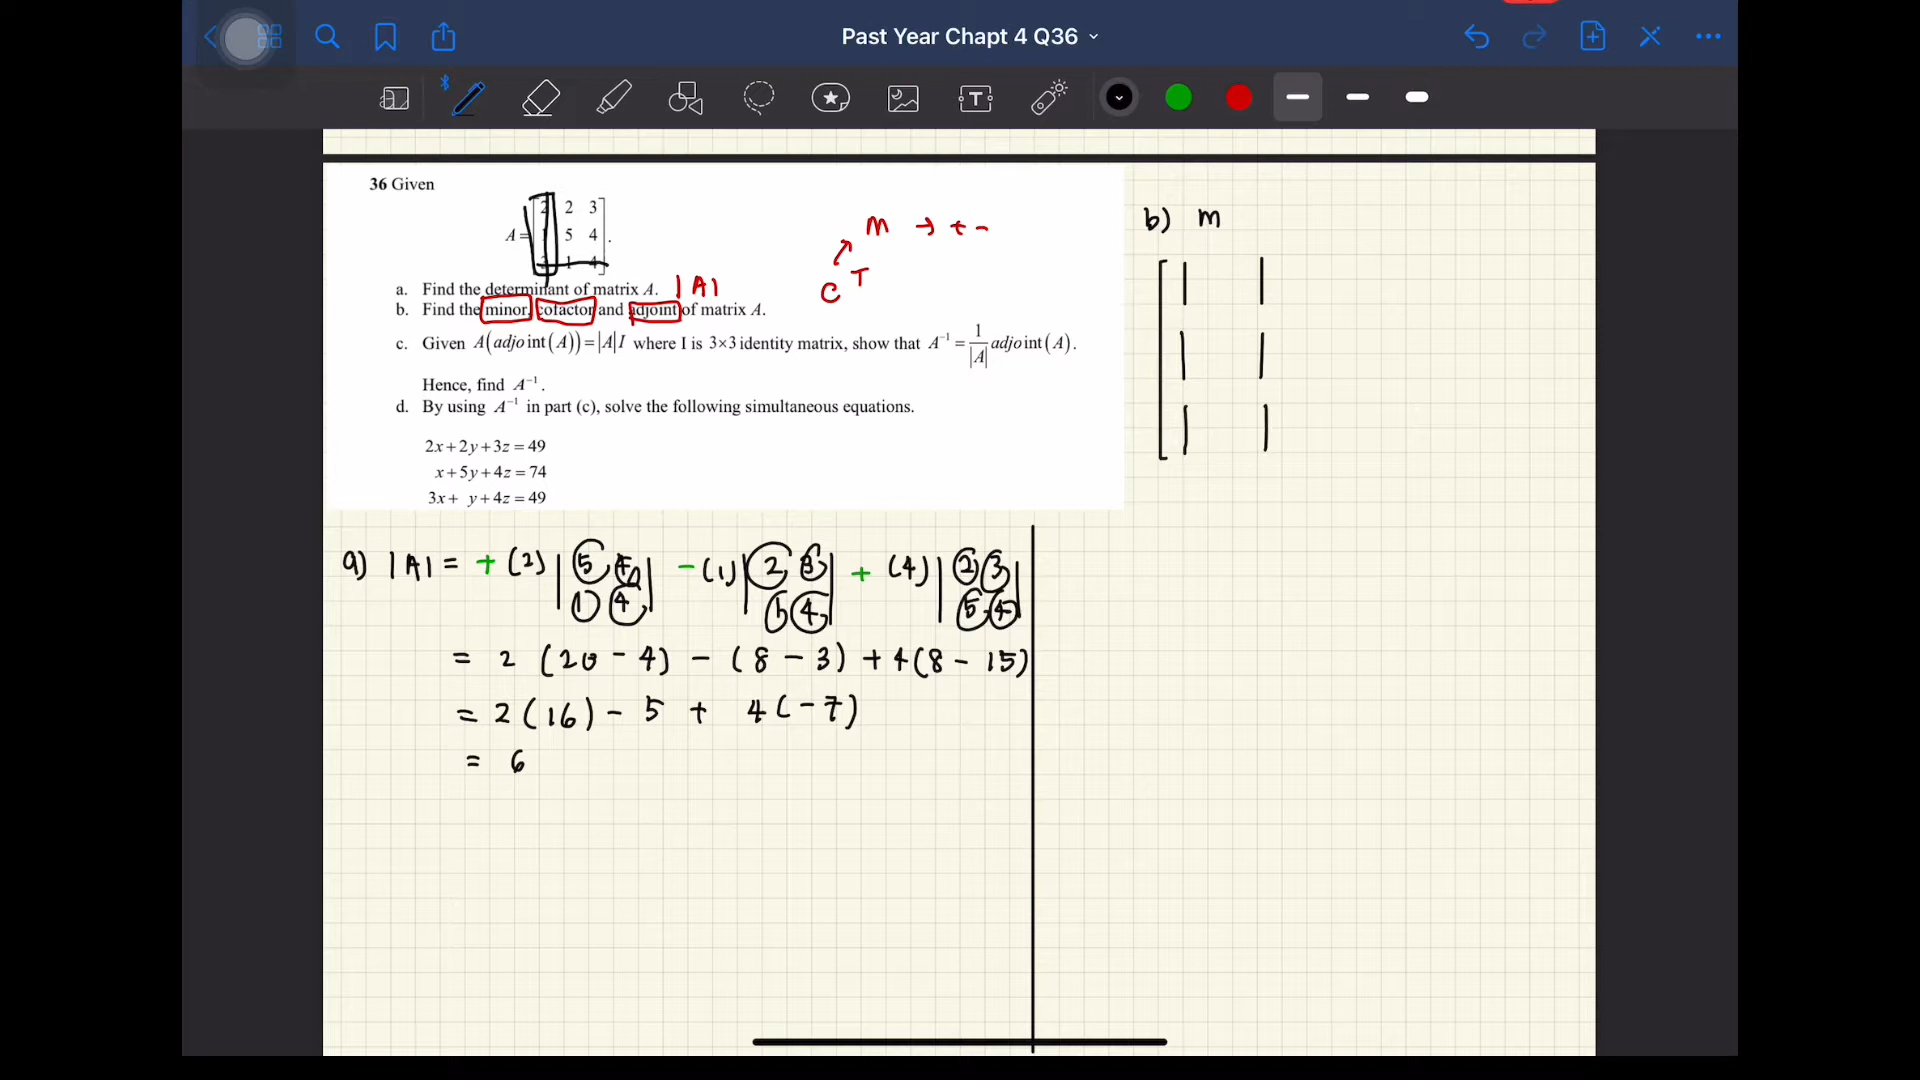 Past Year Chapt 4 Q36
36 Given
A = [ 2 3
5 4
1 4 ].
a. Find the determinant of matrix A. |A|
b. Find the minor, cofactor and adjoint of matrix A.
M → + -
C T
c. Given A(adjoint(A)) = |A|I where I is 3×3 identity matrix, show that A⁻¹ = 1/|A| adjoint(A).
Hence, find A⁻¹.
d. By using A⁻¹ in part (c), solve the following simultaneous equations.
2x + 2y + 3z = 49
x + 5y + 4z = 74
3x + y + 4z = 49
a) |A| = + (2) |5 4| - (1) |2 3| + (4) |2 3|
|1 4| |1 4| |5 4|
= 2 (20 - 4) - (8 - 3) + 4(8 - 15)
= 2 (16) - 5 + 4(-7)
= 6
b) m